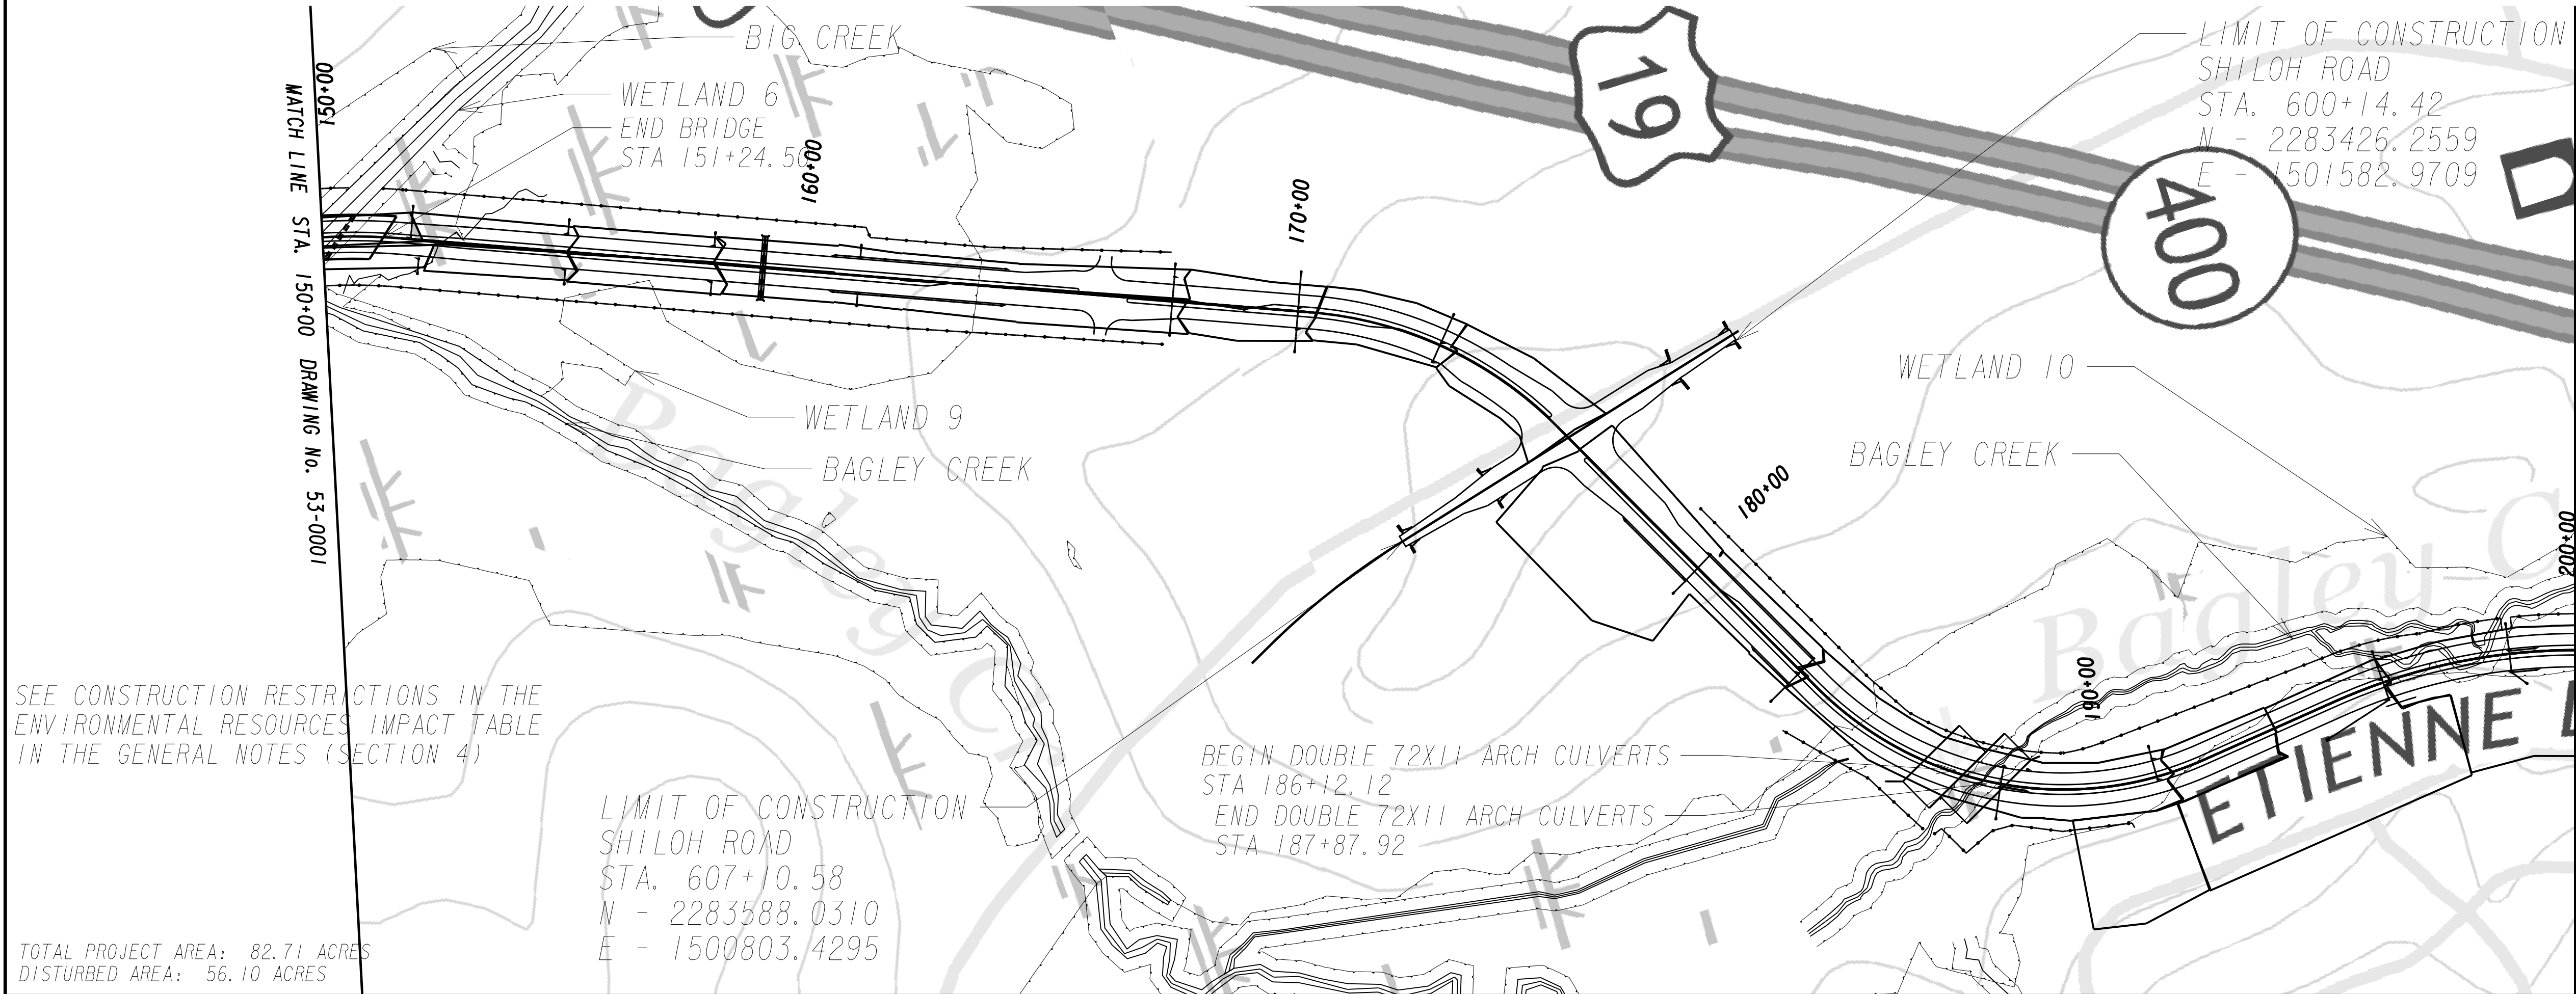 BIG CREEK
WETLAND 6
END BRIDGE
STA 151+24.50
150+00
MATCH LINE STA. 150+00 DRAWING No. 53-0001
160+00
170+00
19
400
D
LIMIT OF CONSTRUCTION
SHILOH ROAD
STA. 600+14.42
N - 2283426.2559
E - 1501582.9709
WETLAND 9
BAGLEY CREEK
Bagley Cr
WETLAND 10
BAGLEY CREEK
180+00
190+00
200+00
Bagley C
ETIENNE
SEE CONSTRUCTION RESTRICTIONS IN THE
ENVIRONMENTAL RESOURCES IMPACT TABLE
IN THE GENERAL NOTES (SECTION 4)
BEGIN DOUBLE 72X11 ARCH CULVERTS
STA 186+12.12
END DOUBLE 72X11 ARCH CULVERTS
STA 187+87.92
LIMIT OF CONSTRUCTION
SHILOH ROAD
STA. 607+10.58
N - 2283588.0310
E - 1500803.4295
TOTAL PROJECT AREA: 82.71 ACRES
DISTURBED AREA: 56.10 ACRES